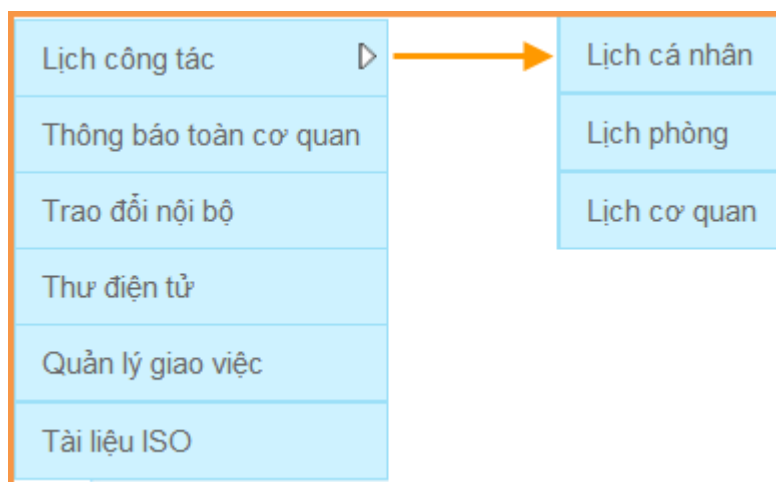 Lịch công tác
Thông báo toàn cơ quan
Trao đổi nội bộ
Thư điện tử
Quản lý giao việc
Tài liệu ISO
Lịch cá nhân
Lịch phòng
Lịch cơ quan